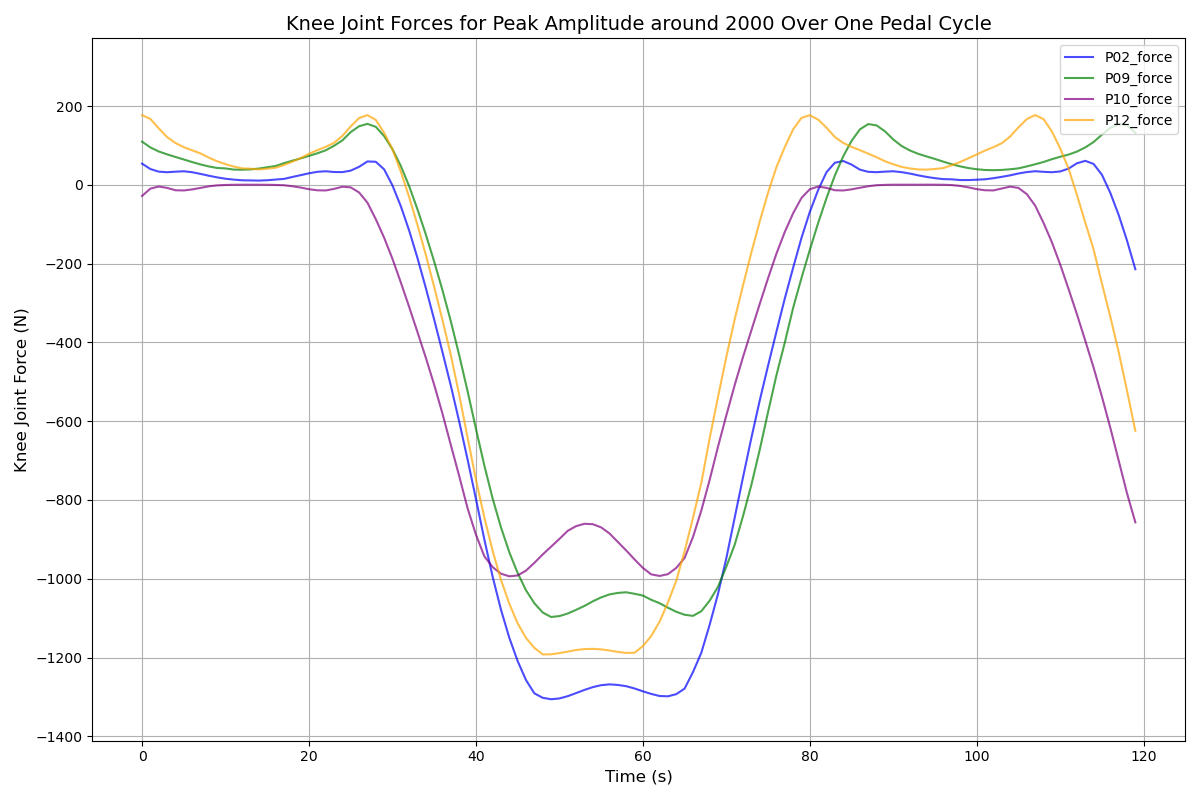 Knee Joint Forces for Peak Amplitude around 2000 Over One Pedal Cycle
P02_force
P09_force
P10_force
P12_force
Knee Joint Force (N)
200
0
−200
−400
−600
−800
−1000
−1200
−1400
0 20 40 60 80 100 120
Time (s)